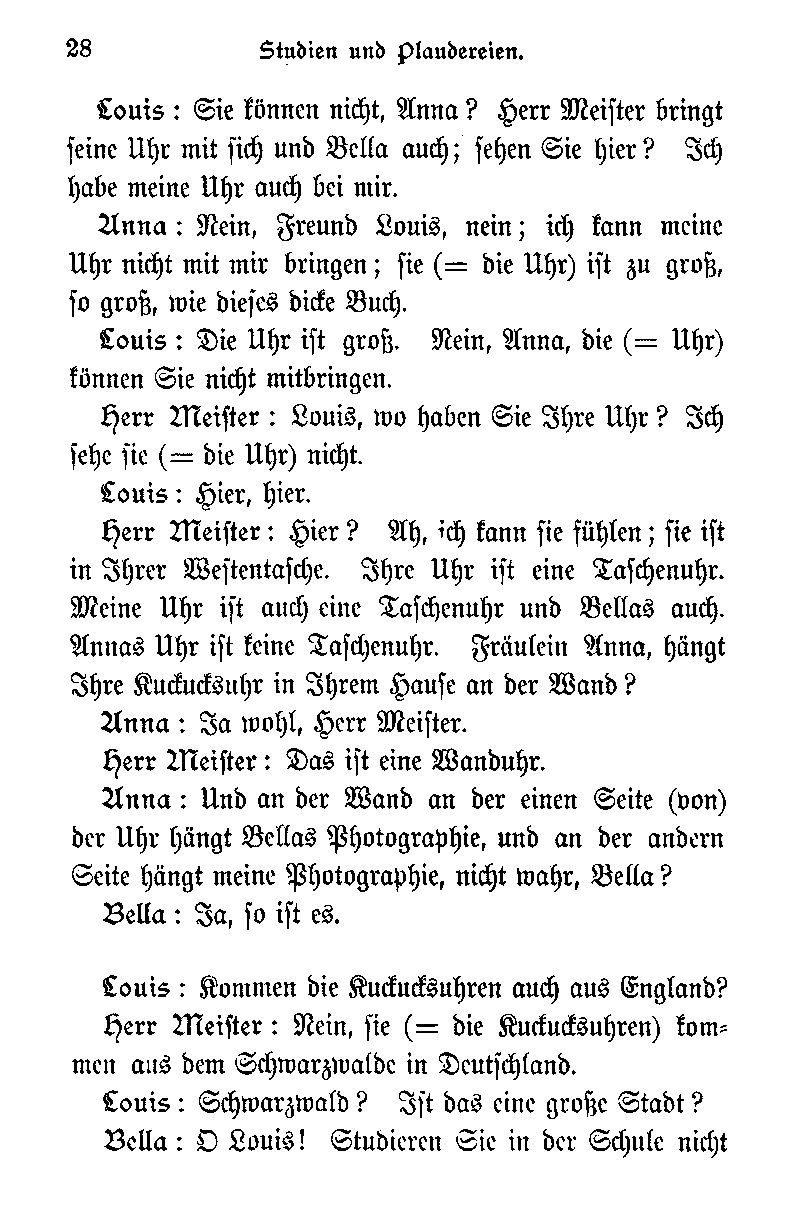 28 Studien und Plaudereien.
Louis : Sie können nicht, Anna ? Herr Meister bringt
seine Uhr mit sich und Bella auch; sehen Sie hier ? Ich
habe meine Uhr auch bei mir.
Anna : Nein, Freund Louis, nein ; ich kann meine
Uhr nicht mit mir bringen ; sie (= die Uhr) ist zu groß,
so groß, wie dieses dicke Buch.
Louis : Die Uhr ist groß. Nein, Anna, die (= Uhr)
können Sie nicht mitbringen.
Herr Meister : Louis, wo haben Sie Ihre Uhr ? Ich
sehe sie (= die Uhr) nicht.
Louis : Hier, hier.
Herr Meister : Hier ? Ah, ich kann sie fühlen ; sie ist
in Ihrer Westentasche. Ihre Uhr ist eine Taschenuhr.
Meine Uhr ist auch eine Taschenuhr und Bellas auch.
Annas Uhr ist keine Taschenuhr. Fräulein Anna, hängt
Ihre Kuckucksuhr in Ihrem Hause an der Wand ?
Anna : Ja wohl, Herr Meister.
Herr Meister : Das ist eine Wanduhr.
Anna : Und an der Wand an der einen Seite (von)
der Uhr hängt Bellas Photographie, und an der andern
Seite hängt meine Photographie, nicht wahr, Bella ?
Bella : Ja, so ist es.
Louis : Kommen die Kuckucksuhren auch aus England?
Herr Meister : Nein, sie (= die Kuckucksuhren) kom-
men aus dem Schwarzwalde in Deutschland.
Louis : Schwarzwald ? Ist das eine große Stadt ?
Bella : O Louis! Studieren Sie in der Schule nicht